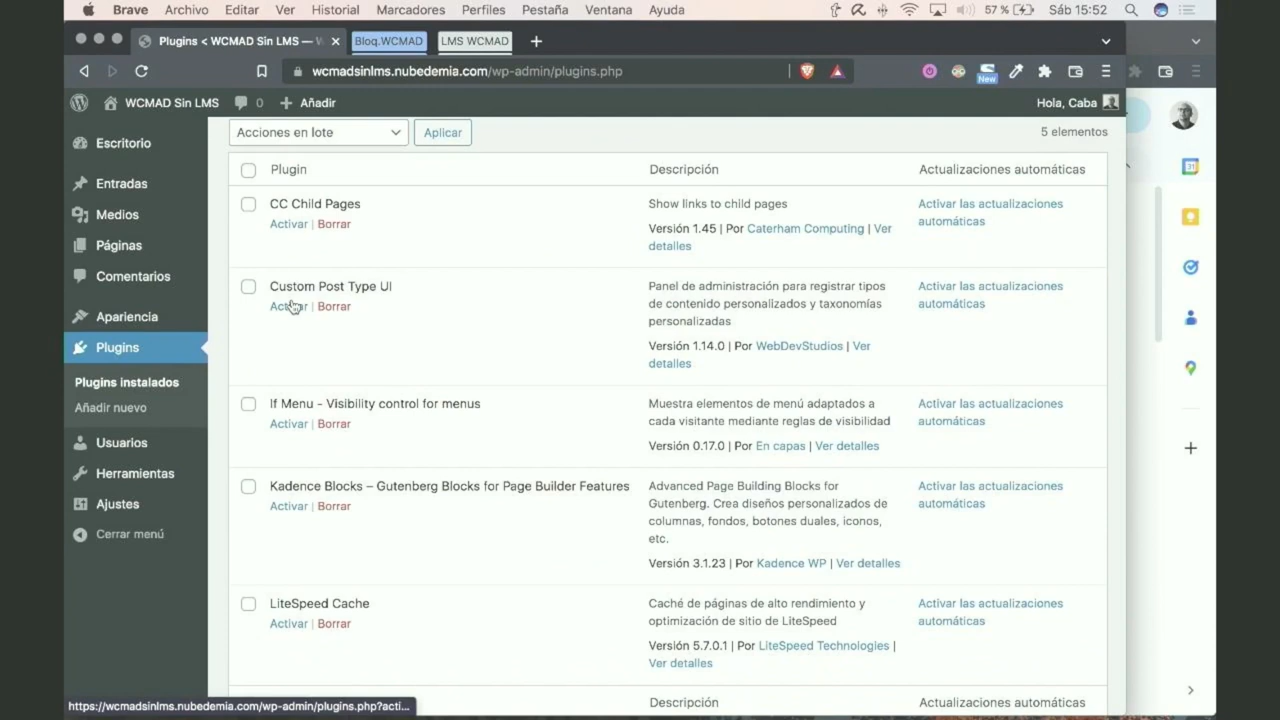 Brave Archivo Editar Ver Historial Marcadores Perfiles Pestaña Ventana Ayuda 57 % Sáb 15:52
Plugins < WCMAD Sin LMS — Bloq.WCMAD LMS WCMAD
wcmadsinlms.nubedemia.com/wp-admin/plugins.php New
WCMAD Sin LMS 0 Añadir Hola, Caba
Acciones en lote Aplicar 5 elementos
Escritorio
Entradas
Medios
Páginas
Comentarios
Apariencia
Plugins
Plugins instalados
Añadir nuevo
Usuarios
Herramientas
Ajustes
Cerrar menú
Plugin Descripción Actualizaciones automáticas
CC Child Pages
Activar | Borrar
Show links to child pages
Versión 1.45 | Por Caterham Computing | Ver
detalles
Activar las actualizaciones
automáticas
Custom Post Type UI
Activar | Borrar
Panel de administración para registrar tipos
de contenido personalizados y taxonomías
personalizadas
Versión 1.14.0 | Por WebDevStudios | Ver
detalles
Activar las actualizaciones
automáticas
If Menu - Visibility control for menus
Activar | Borrar
Muestra elementos de menú adaptados a
cada visitante mediante reglas de visibilidad
Versión 0.17.0 | Por En capas | Ver detalles
Activar las actualizaciones
automáticas
Kadence Blocks – Gutenberg Blocks for Page Builder Features
Activar | Borrar
Advanced Page Building Blocks for
Gutenberg. Crea diseños personalizados de
columnas, fondos, botones duales, iconos,
etc.
Versión 3.1.23 | Por Kadence WP | Ver detalles
Activar las actualizaciones
automáticas
LiteSpeed Cache
Activar | Borrar
Caché de páginas de alto rendimiento y
optimización de sitio de LiteSpeed
Versión 5.7.0.1 | Por LiteSpeed Technologies |
Ver detalles
Activar las actualizaciones
automáticas
Descripción Actualizaciones automáticas
https://wcmadsinlms.nubedemia.com/wp-admin/plugins.php?acti...
31